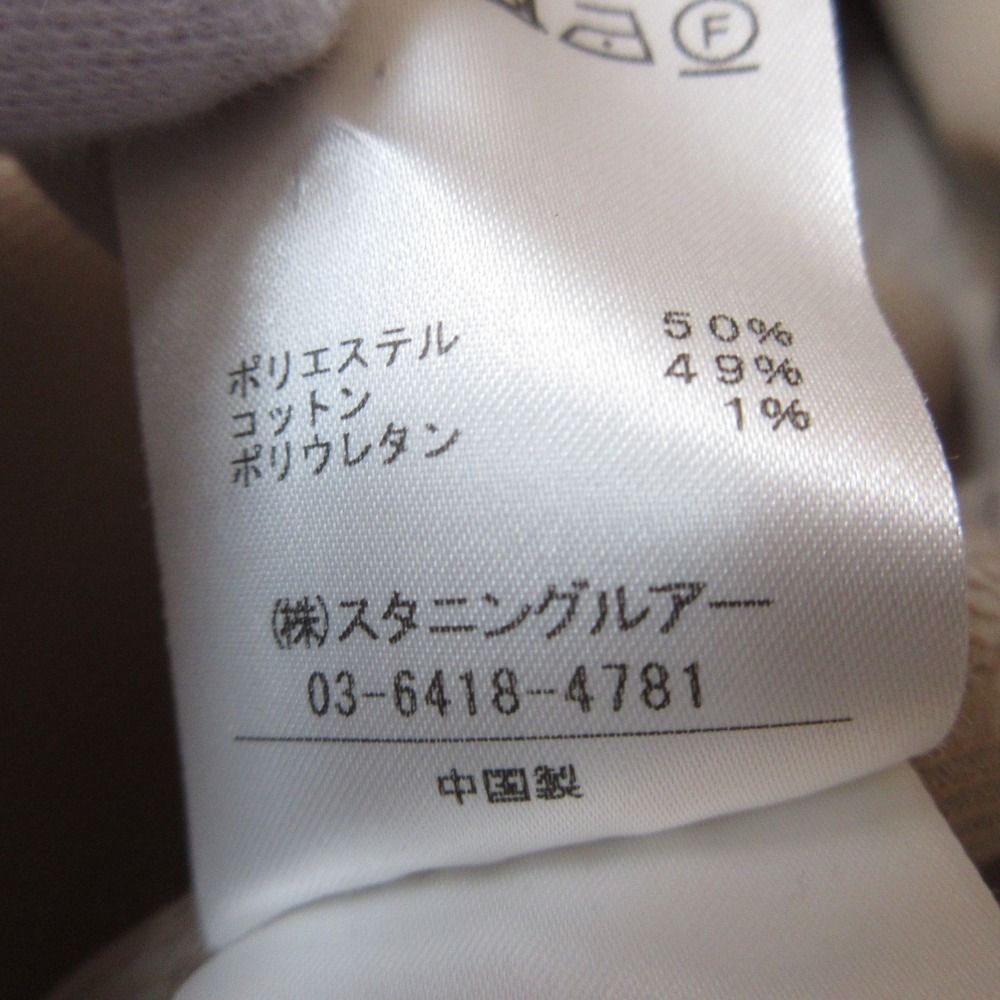 F
ポリエステル 50%
コットン 49%
ポリウレタン 1%
(株)スタニングルアー
03-6418-4781
中国製